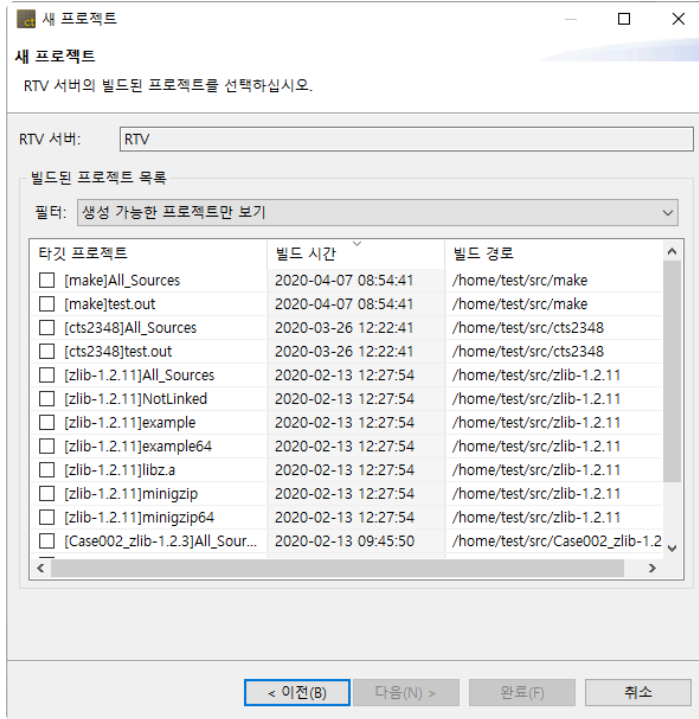 ct 새 프로젝트
새 프로젝트
RTV 서버의 빌드된 프로젝트를 선택하십시오.
RTV 서버: RTV
빌드된 프로젝트 목록
필터: 생성 가능한 프로젝트만 보기
타깃 프로젝트 빌드 시간 빌드 경로
[make]All_Sources 2020-04-07 08:54:41 /home/test/src/make
[make]test.out 2020-04-07 08:54:41 /home/test/src/make
[cts2348]All_Sources 2020-03-26 12:22:41 /home/test/src/cts2348
[cts2348]test.out 2020-03-26 12:22:41 /home/test/src/cts2348
[zlib-1.2.11]All_Sources 2020-02-13 12:27:54 /home/test/src/zlib-1.2.11
[zlib-1.2.11]NotLinked 2020-02-13 12:27:54 /home/test/src/zlib-1.2.11
[zlib-1.2.11]example 2020-02-13 12:27:54 /home/test/src/zlib-1.2.11
[zlib-1.2.11]example64 2020-02-13 12:27:54 /home/test/src/zlib-1.2.11
[zlib-1.2.11]libz.a 2020-02-13 12:27:54 /home/test/src/zlib-1.2.11
[zlib-1.2.11]minigzip 2020-02-13 12:27:54 /home/test/src/zlib-1.2.11
[zlib-1.2.11]minigzip64 2020-02-13 12:27:54 /home/test/src/zlib-1.2.11
[Case002_zlib-1.2.3]All_Sour... 2020-02-13 09:45:50 /home/test/src/Case002_zlib-1.2
< 이전(B) 다음(N) > 완료(F) 취소